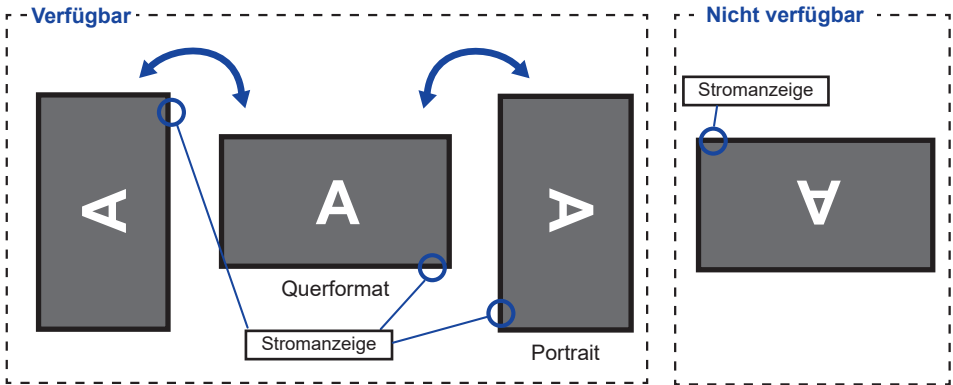 Verfügbar
Nicht verfügbar
Stromanzeige
A
A
A
A
Querformat
Stromanzeige
Portrait